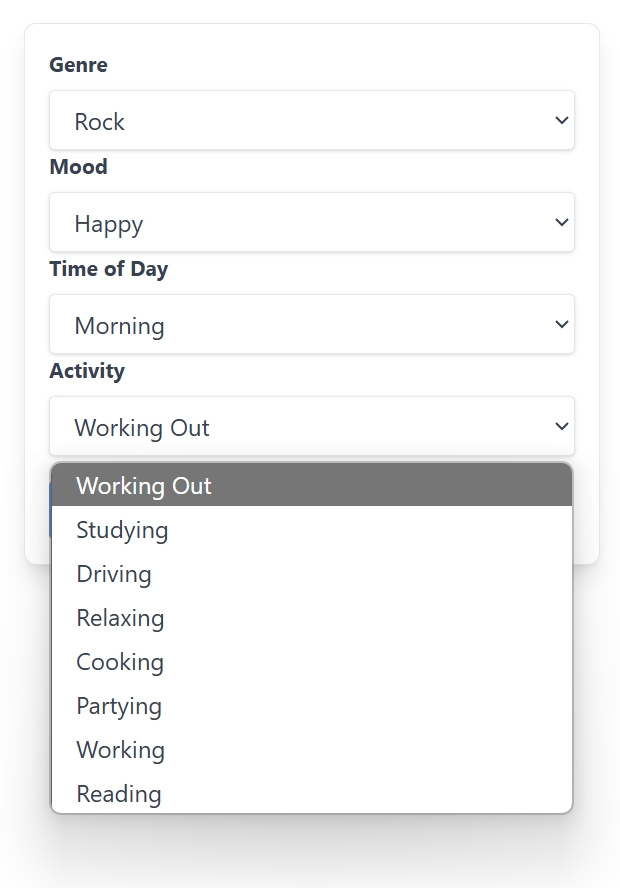 Genre
Rock
Mood
Happy
Time of Day
Morning
Activity
Working Out
Working Out
Studying
Driving
Relaxing
Cooking
Partying
Working
Reading